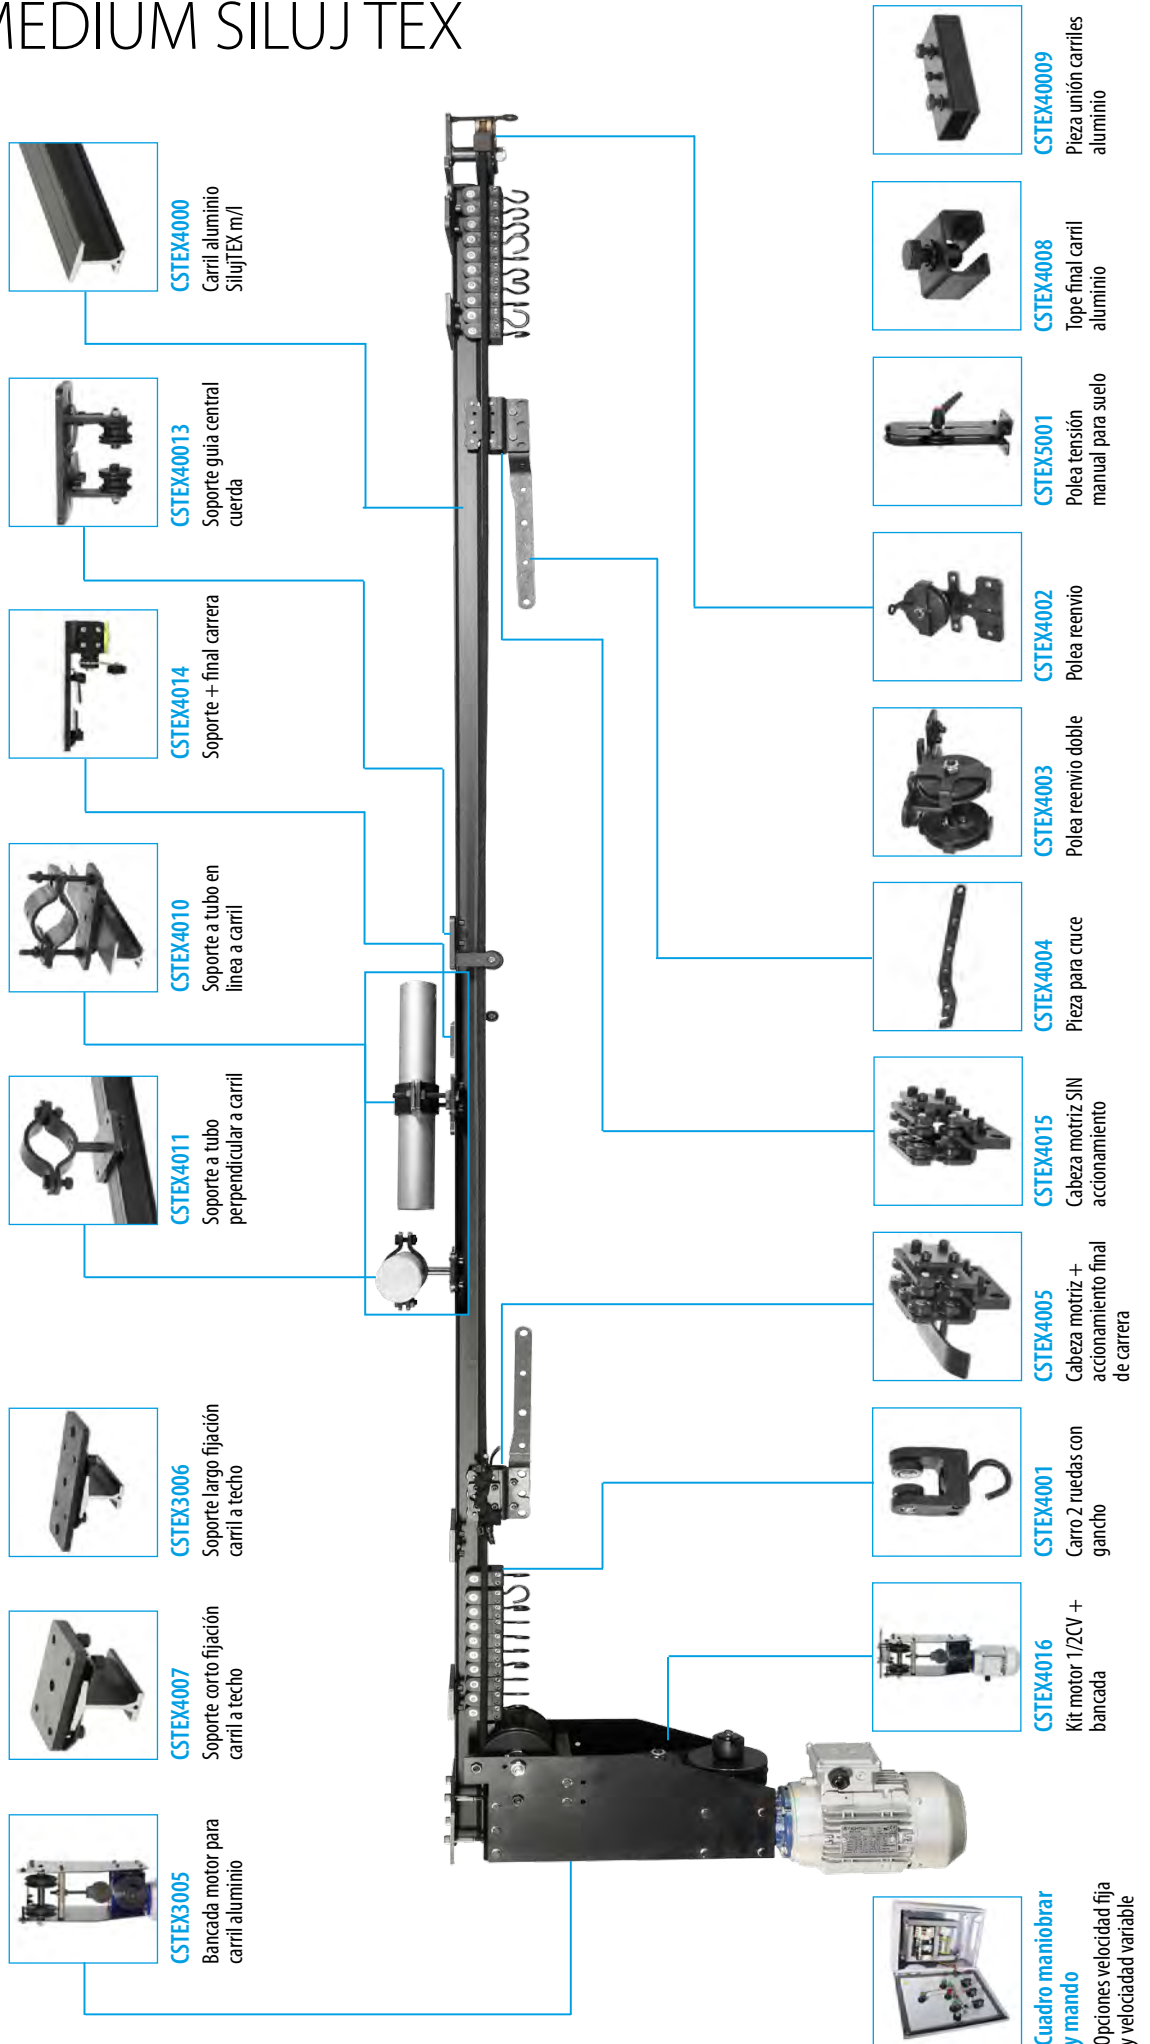 MEDIUM SILUJ TEX
CSTEX3005
Bancada motor para
carril aluminio
CSTEX4007
Soporte corto fijación
carril a techo
CSTEX3006
Soporte largo fijación
carril a techo
CSTEX4011
Soporte a tubo
perpendicular a carril
CSTEX4010
Soporte a tubo en
linea a carril
CSTEX4014
Soporte + final carrera
CSTEX40013
Soporte guia central
cuerda
CSTEX4000
Carril aluminio
SilujTEX m/l
Cuadro maniobrar
y mando
Opciones velocidad fija
y velociadad variable
CSTEX4016
Kit motor 1/2CV +
bancada
CSTEX4001
Carro 2 ruedas con
gancho
CSTEX4005
Cabeza motriz +
accionamiento final
de carrera
CSTEX4015
Cabeza motriz SIN
accionamiento
CSTEX4004
Pieza para cruce
CSTEX4003
Polea reenvio doble
CSTEX4002
Polea reenvio
CSTEX5001
Polea tensión
manual para suelo
CSTEX4008
Tope final carril
aluminio
CSTEX40009
Pieza unión carriles
aluminio